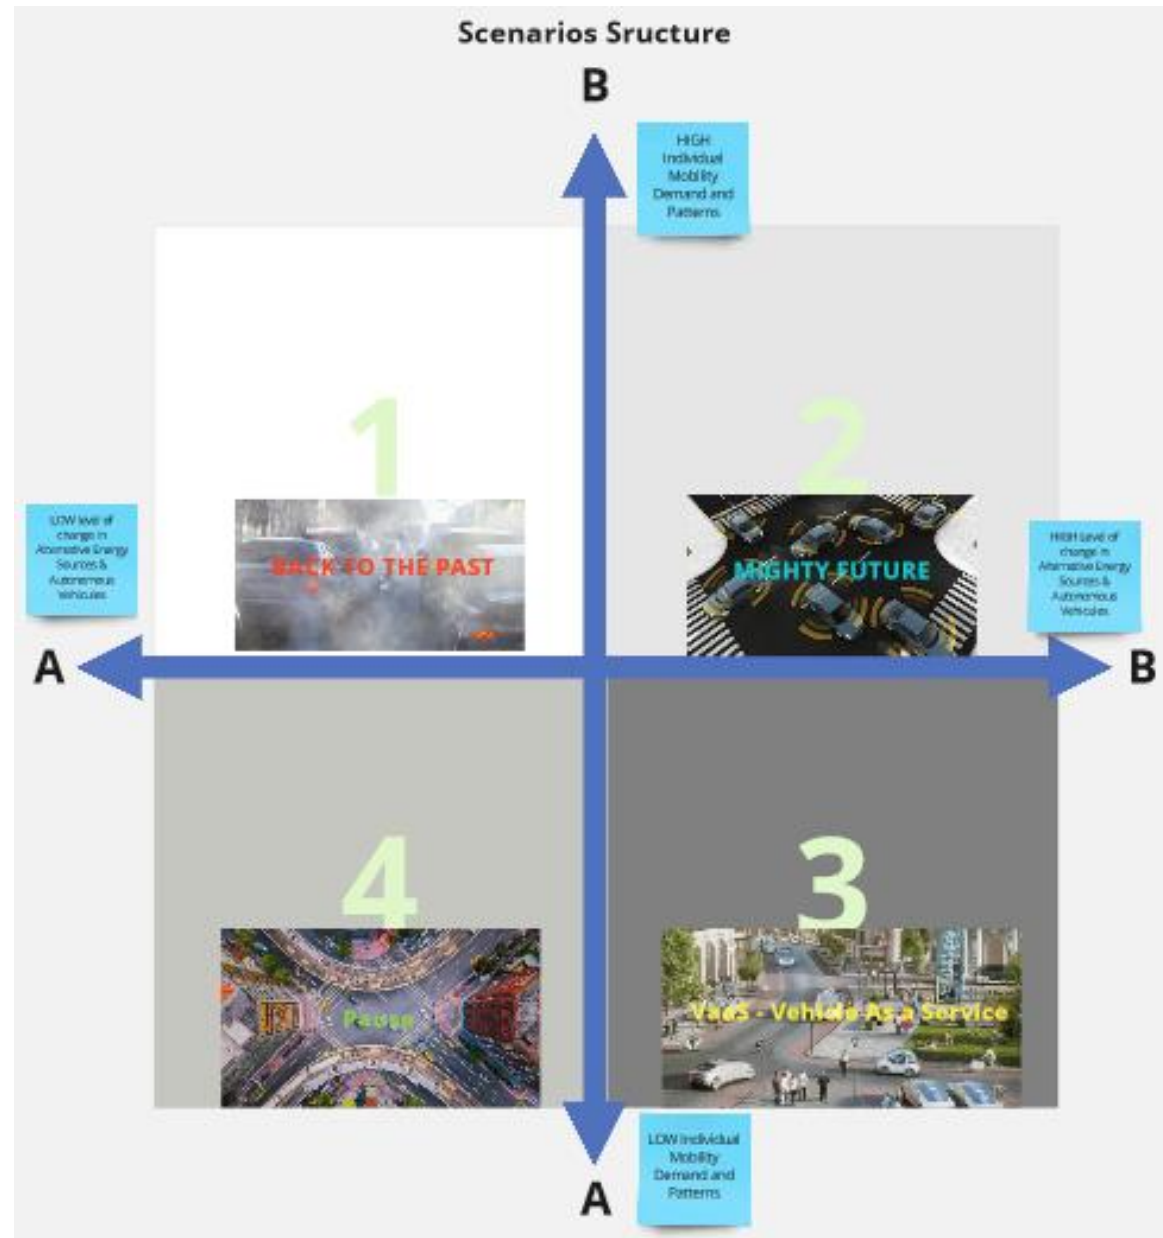 Scenarios Sructure
B
HIGH
Individual
Mobility
Demand and
Patterns
1
2
LOW level of
change in
Alternative Energy
Sources &
Autonomous
Vehicules
BACK TO THE PAST
MIGHTY FUTURE
HIGH Level of
change in
Alternative Energy
Sources &
Autonomous
Vehicules
A
B
4
3
Pause
VaaS - Vehicle As a Service
LOW Individual
Mobility
Demand and
Patterns
A